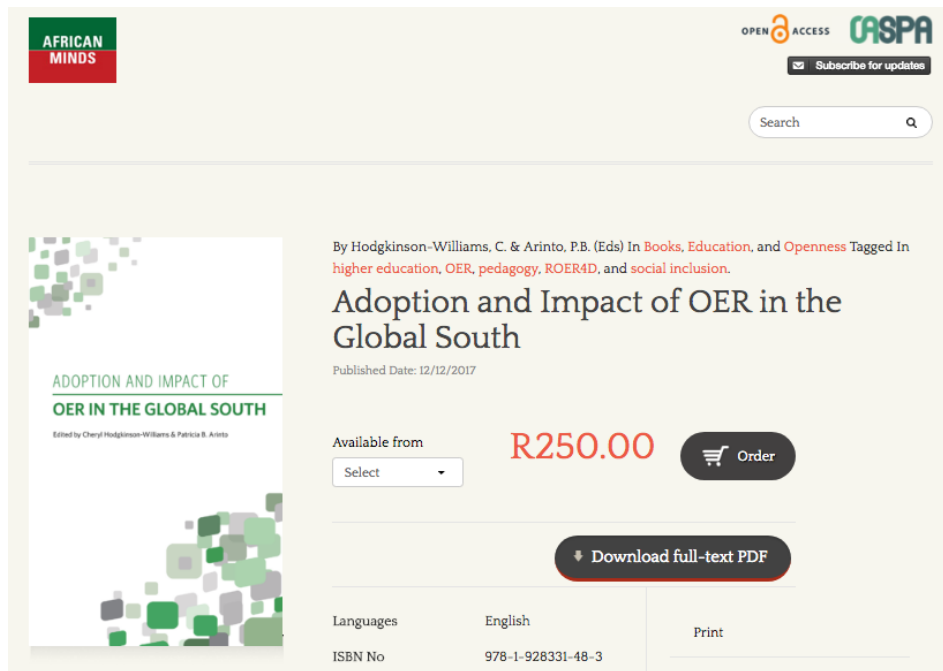 AFRICAN
MINDS
OPEN ACCESS
OASPA
Subscribe for updates
Search
By Hodgkinson-Williams, C. & Arinto, P.B. (Eds) In Books, Education, and Openness Tagged In
higher education, OER, pedagogy, ROER4D, and social inclusion.
Adoption and Impact of OER in the
Global South
Published Date: 12/12/2017
ADOPTION AND IMPACT OF
OER IN THE GLOBAL SOUTH
Edited by Cheryl Hodgkinson-Williams & Patricia B. Arinto
Available from
Select
R250.00
Order
Download full-text PDF
Languages English
Print
ISBN No 978-1-928331-48-3